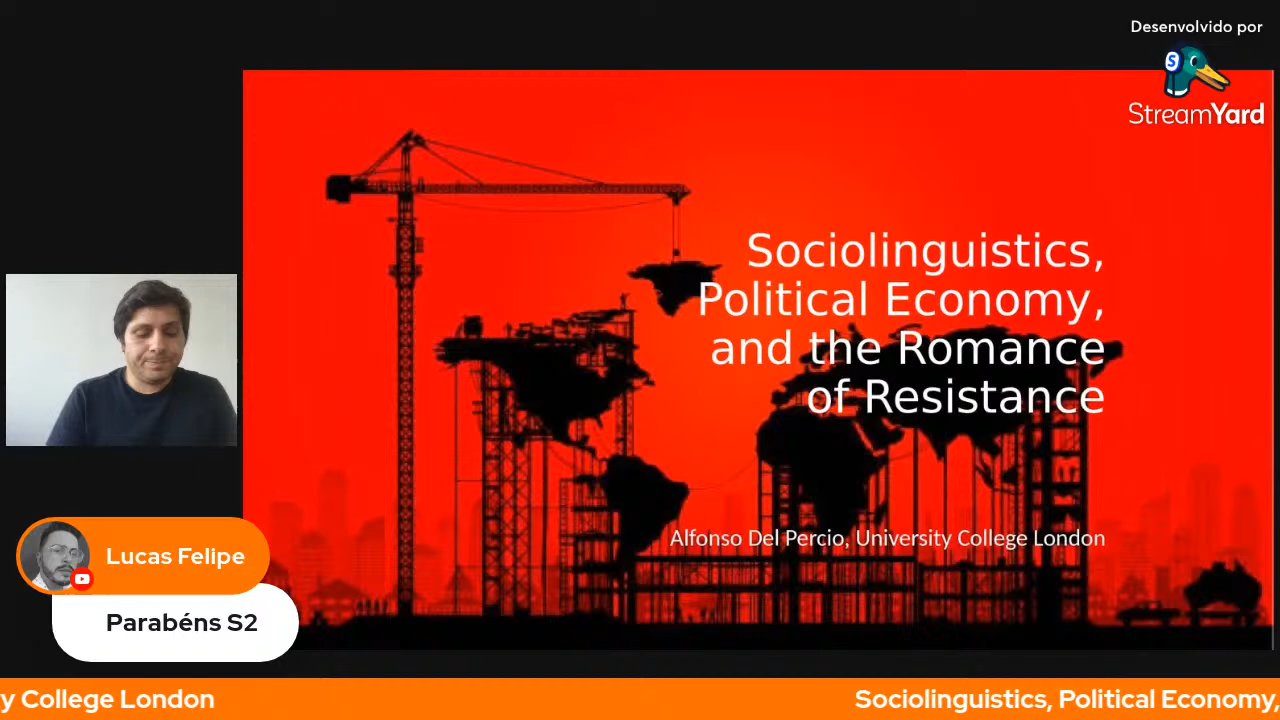 Desenvolvido por
StreamYard
Sociolinguistics,
Political Economy,
and the Romance
of Resistance
Alfonso Del Percio, University College London
Lucas Felipe
Parabéns S2
y College London
Sociolinguistics, Political Economy,